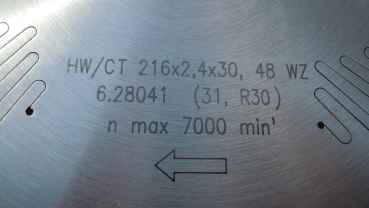 HW/CT 216x2,4x30, 48 WZ
6.28041 (31, R30)
n max 7000 min'